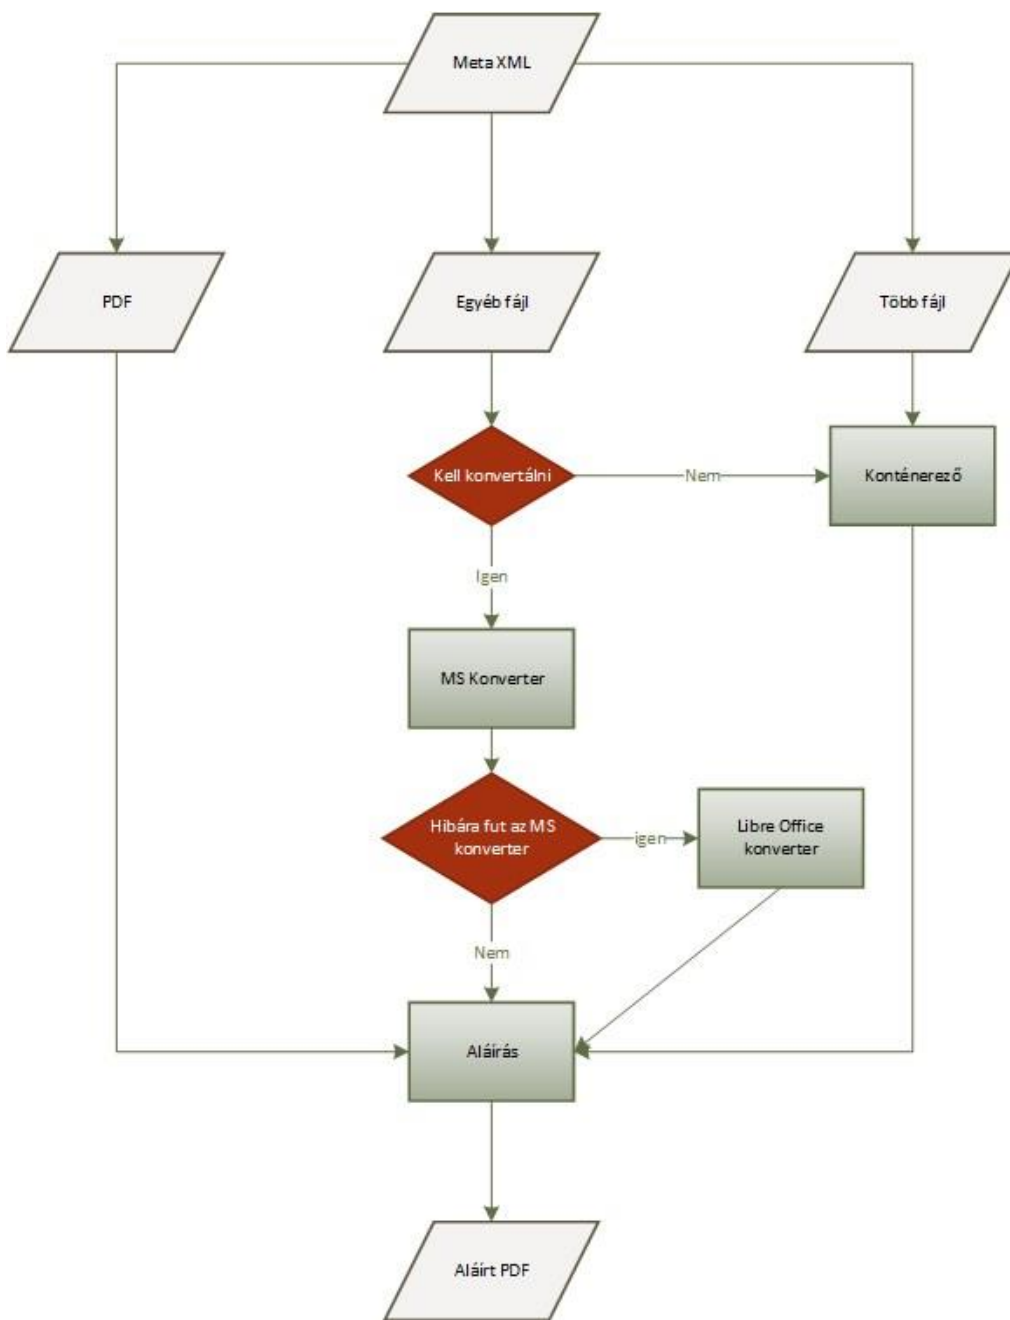 Meta XML
PDF
Egyéb fájl
Több fájl
Kell konvertálni
Nem
Konténerező
Igen
MS Konverter
Hibára fut az MS
konverter
igen
Libre Office
konverter
Nem
Aláírás
Aláírt PDF